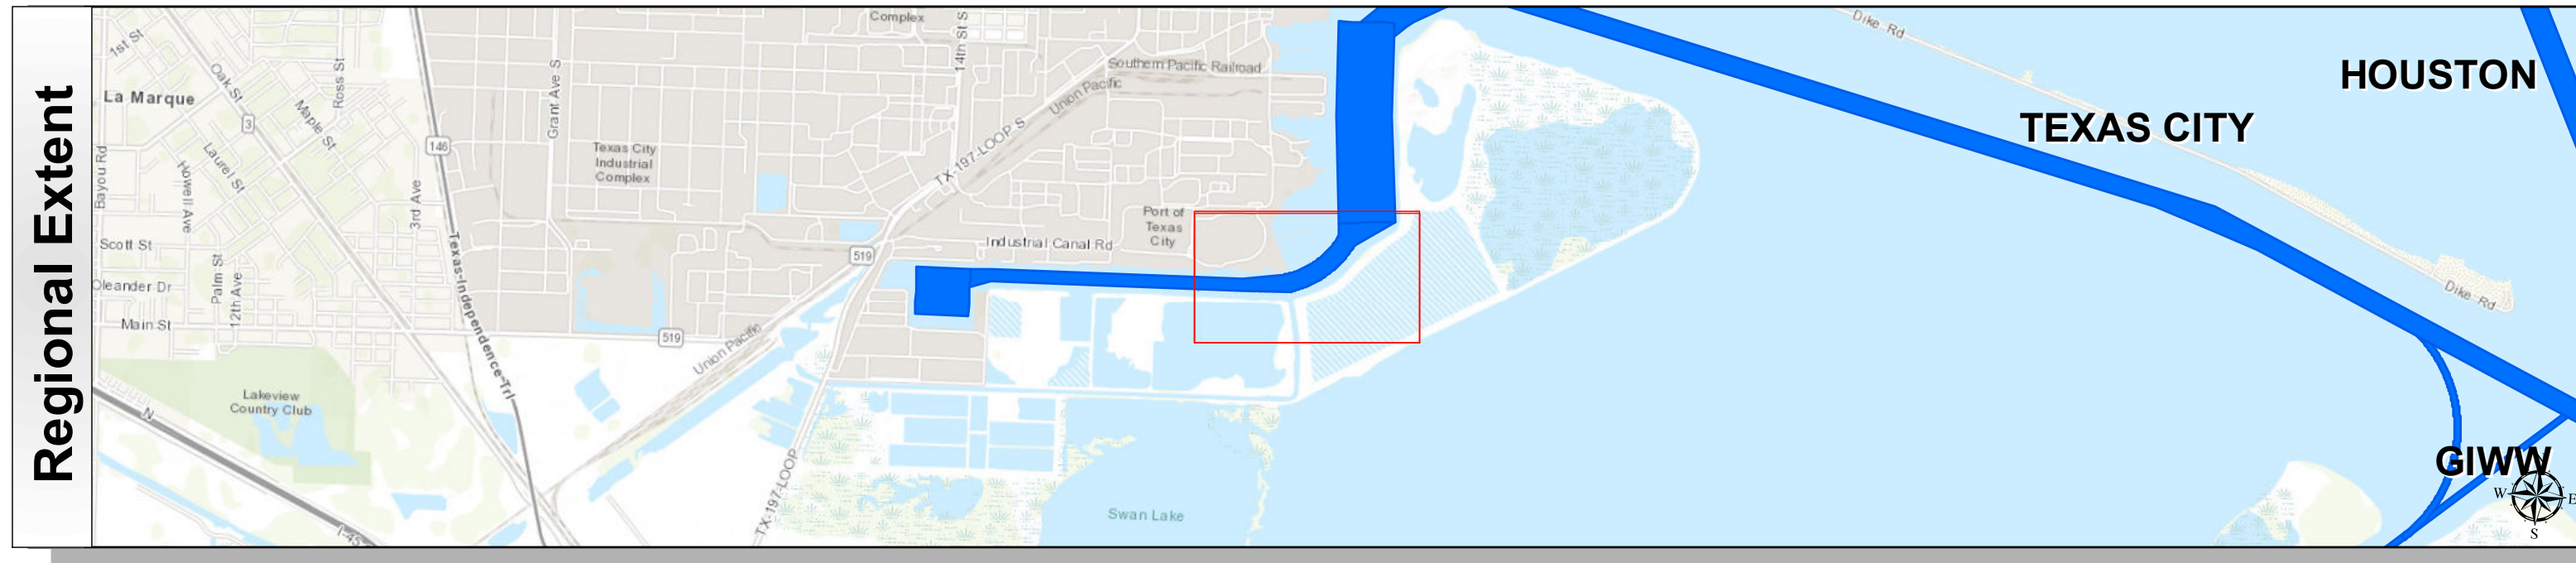 Regional Extent
Complex
14th St S
Dike Rd
HOUSTON
1st St
Oak St
Ross St
Grant Ave S
Southern Pacific Railroad
Union Pacific
La Marque
3
Maple St
TEXAS CITY
146
Texas City
Industrial
Complex
TX-197-LOOP S
Bayou Rd
Howell Ave
Laurel St
3rd Ave
Port of
Texas
City
Scott St
Industrial Canal Rd
519
Palm St
12th Ave
Texas-Independence-Trl
Oleander Dr
Dike Rd
Main St
519
Union Pacific
Lakeview
Country Club
N
TX-197-LOOP
GIWW
W
E
S
Swan Lake
I-45